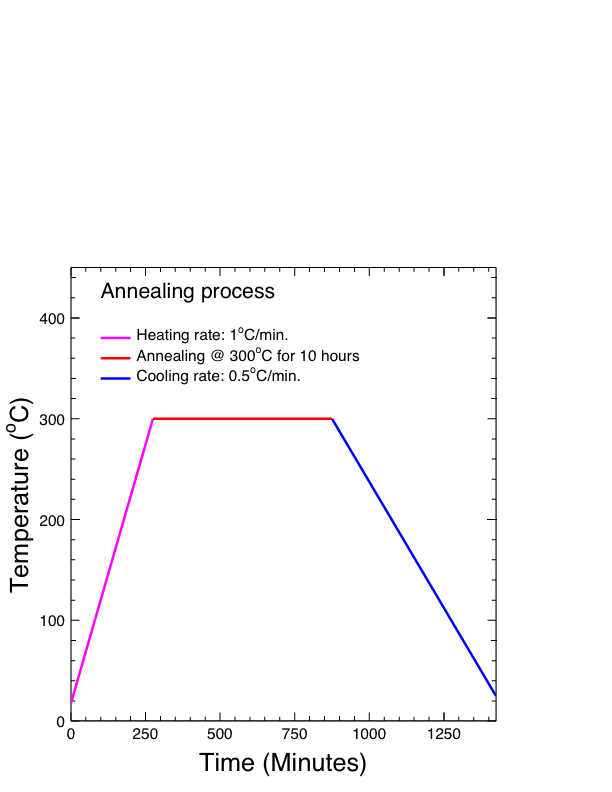 Annealing process
Heating rate: 1°C/min.
Annealing @ 300°C for 10 hours
Cooling rate: 0.5°C/min.
400
300
200
100
0
Temperature (°C)
0 250 500 750 1000 1250
Time (Minutes)